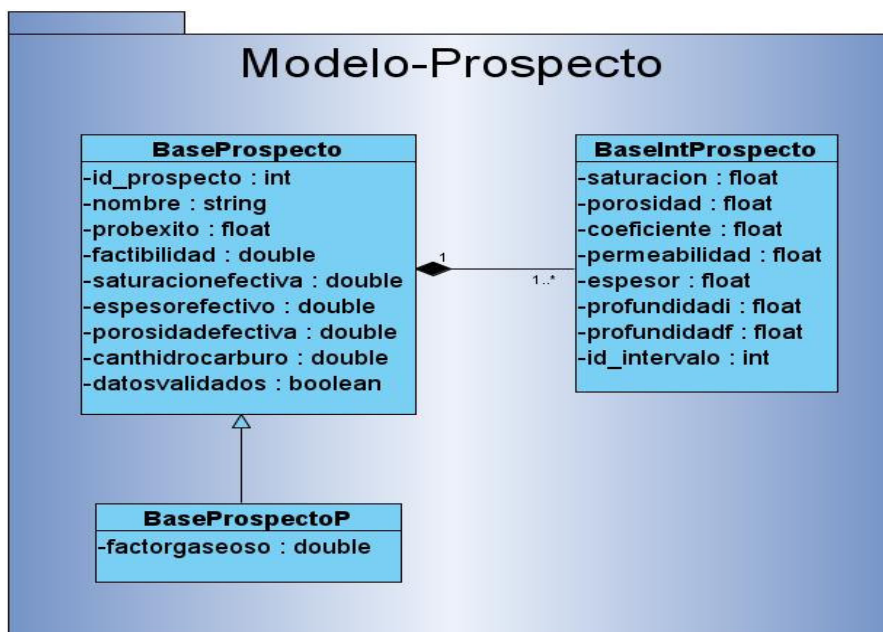 Modelo-Prospecto
BaseProspecto
-id_prospecto : int
-nombre : string
-probexito : float
-factibilidad : double
-saturacionefectiva : double
-espesorefectivo : double
-porosidadefectiva : double
-canthidrocarburo : double
-datosvalidados : boolean
1
1..*
BaseIntProspecto
-saturacion : float
-porosidad : float
-coeficiente : float
-permeabilidad : float
-espesor : float
-profundidadi : float
-profundidadf : float
-id_intervalo : int
BaseProspectoP
-factorgaseoso : double